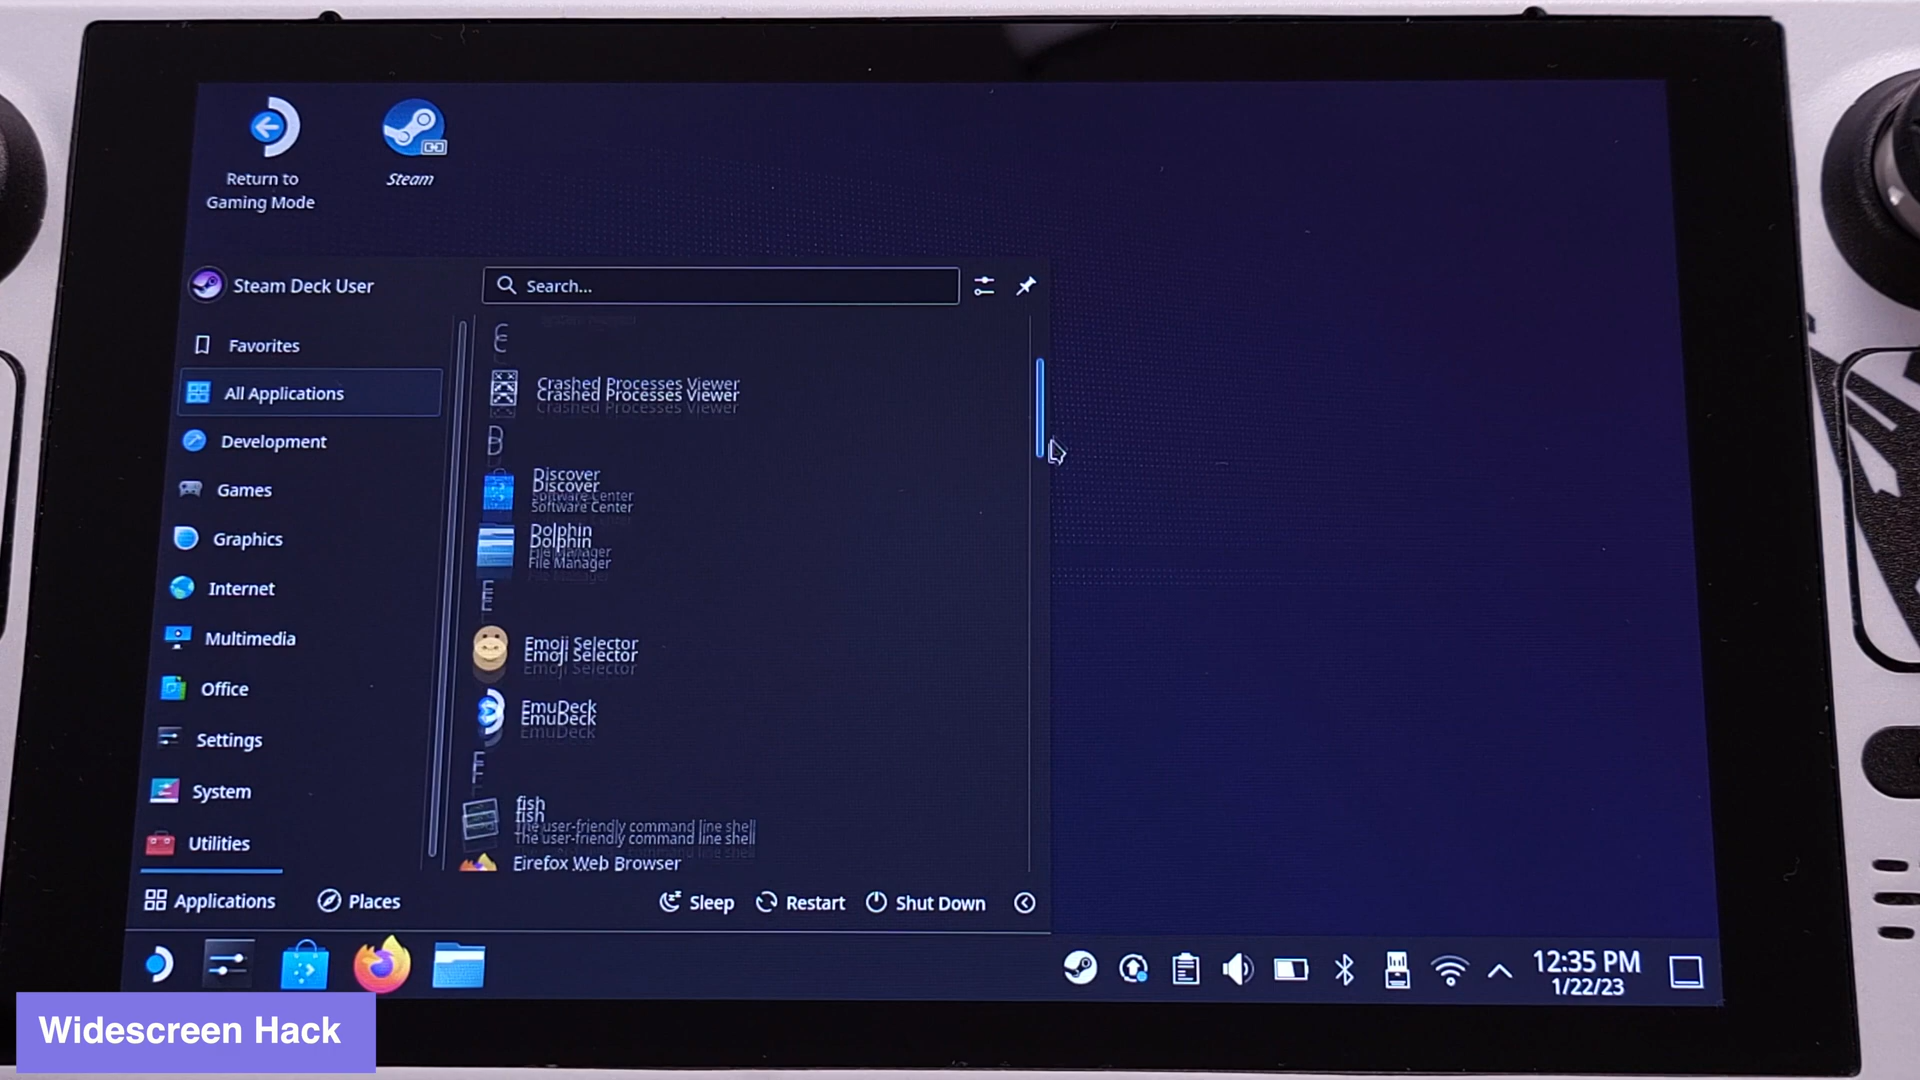 Return to
Gaming Mode
Steam
Steam Deck User
Search...
Favorites
All Applications
Development
Games
Graphics
Internet
Multimedia
Office
Settings
System
Utilities
C
Crashed Processes Viewer
D
Discover
Software Center
Dolphin
File Manager
E
Emoji Selector
EmuDeck
F
fish
The user-friendly command line shell
Firefox Web Browser
Applications
Places
Sleep
Restart
Shut Down
12:35 PM
1/22/23
Widescreen Hack